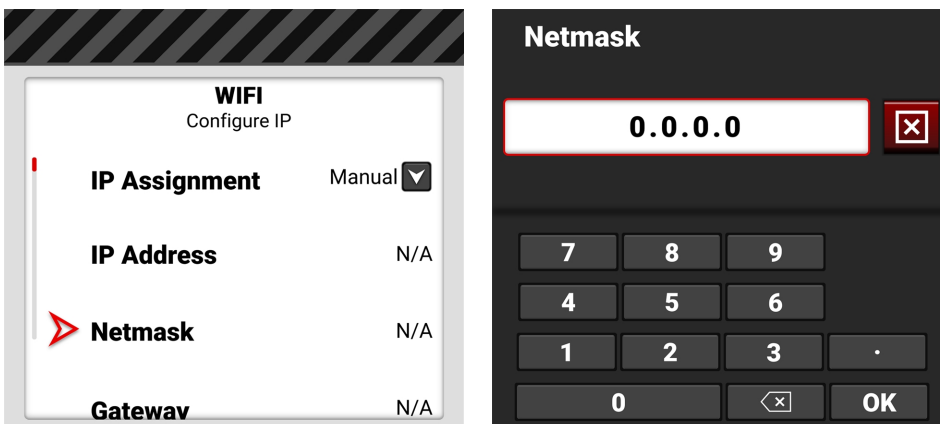 WIFI
Configure IP
IP Assignment Manual
IP Address N/A
Netmask N/A
Gateway N/A
Netmask
0.0.0.0
7 8 9
4 5 6
1 2 3 .
0 OK